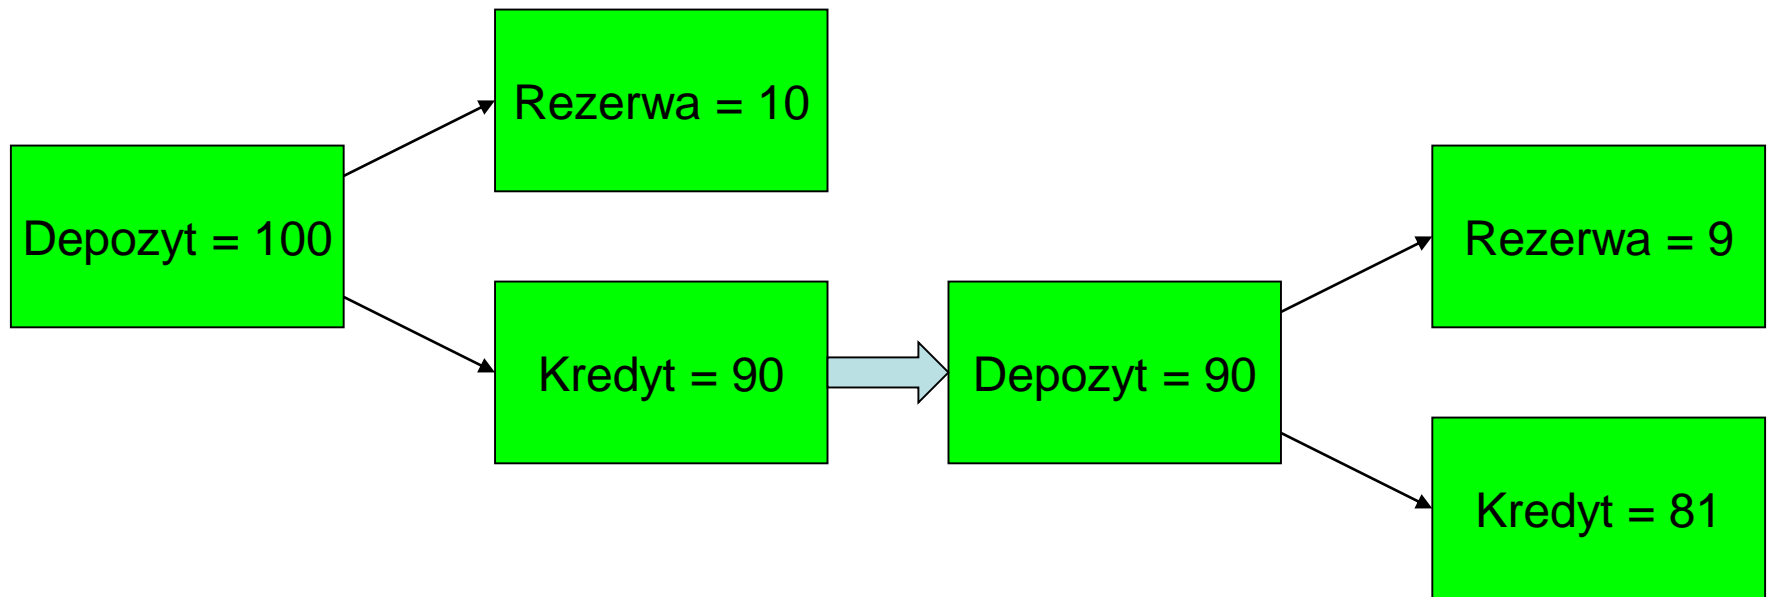 Rezerwa = 10
Depozyt = 100
Kredyt = 90
Depozyt = 90
Rezerwa = 9
Kredyt = 81